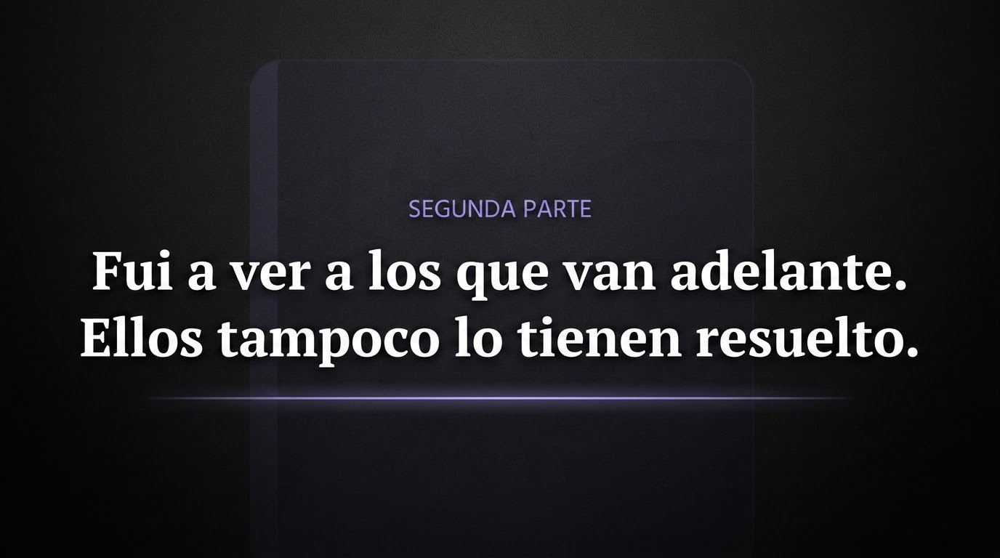 SEGUNDA PARTE
Fui a ver a los que van adelante.
Ellos tampoco lo tienen resuelto.